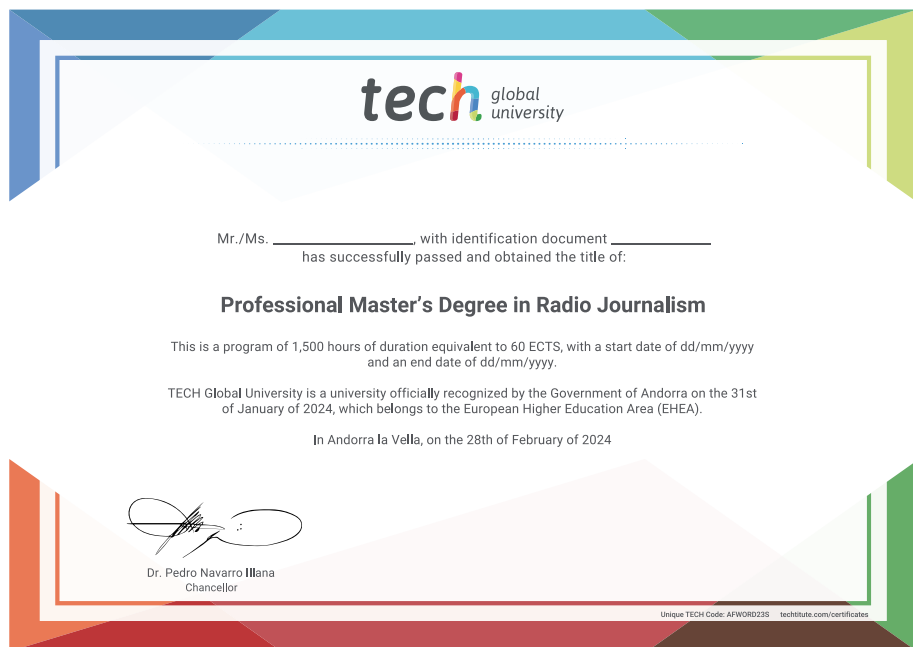 tech global university
Mr./Ms. ______________, with identification document __________
has successfully passed and obtained the title of:
Professional Master’s Degree in Radio Journalism
This is a program of 1,500 hours of duration equivalent to 60 ECTS, with a start date of dd/mm/yyyy
and an end date of dd/mm/yyyy.
TECH Global University is a university officially recognized by the Government of Andorra on the 31st
of January of 2024, which belongs to the European Higher Education Area (EHEA).
In Andorra la Vella, on the 28th of February of 2024
Dr. Pedro Navarro Illana
Chancellor
Unique TECH Code: AFWORD23S techtitute.com/certificates